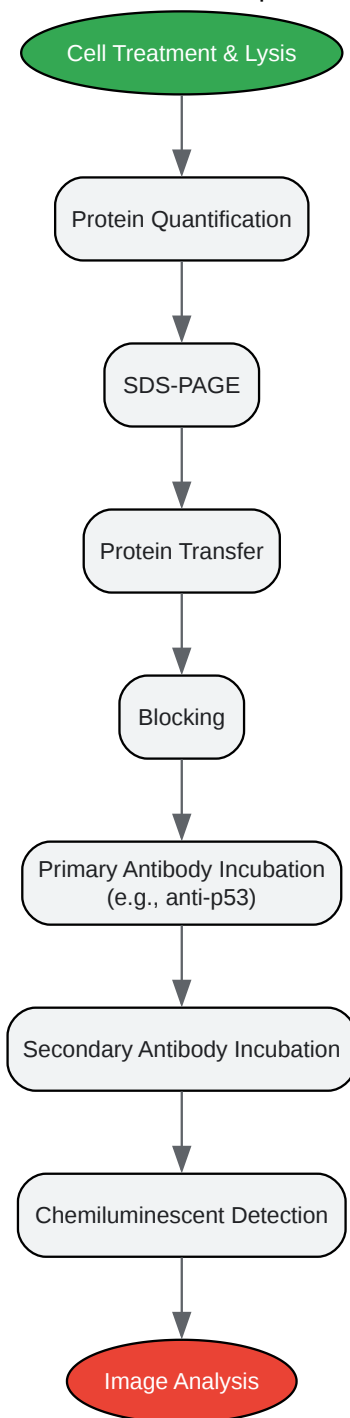 Cell Treatment & Lysis
Protein Quantification
SDS-PAGE
Protein Transfer
Blocking
Primary Antibody Incubation
(e.g., anti-p53)
Secondary Antibody Incubation
Chemiluminescent Detection
Image Analysis